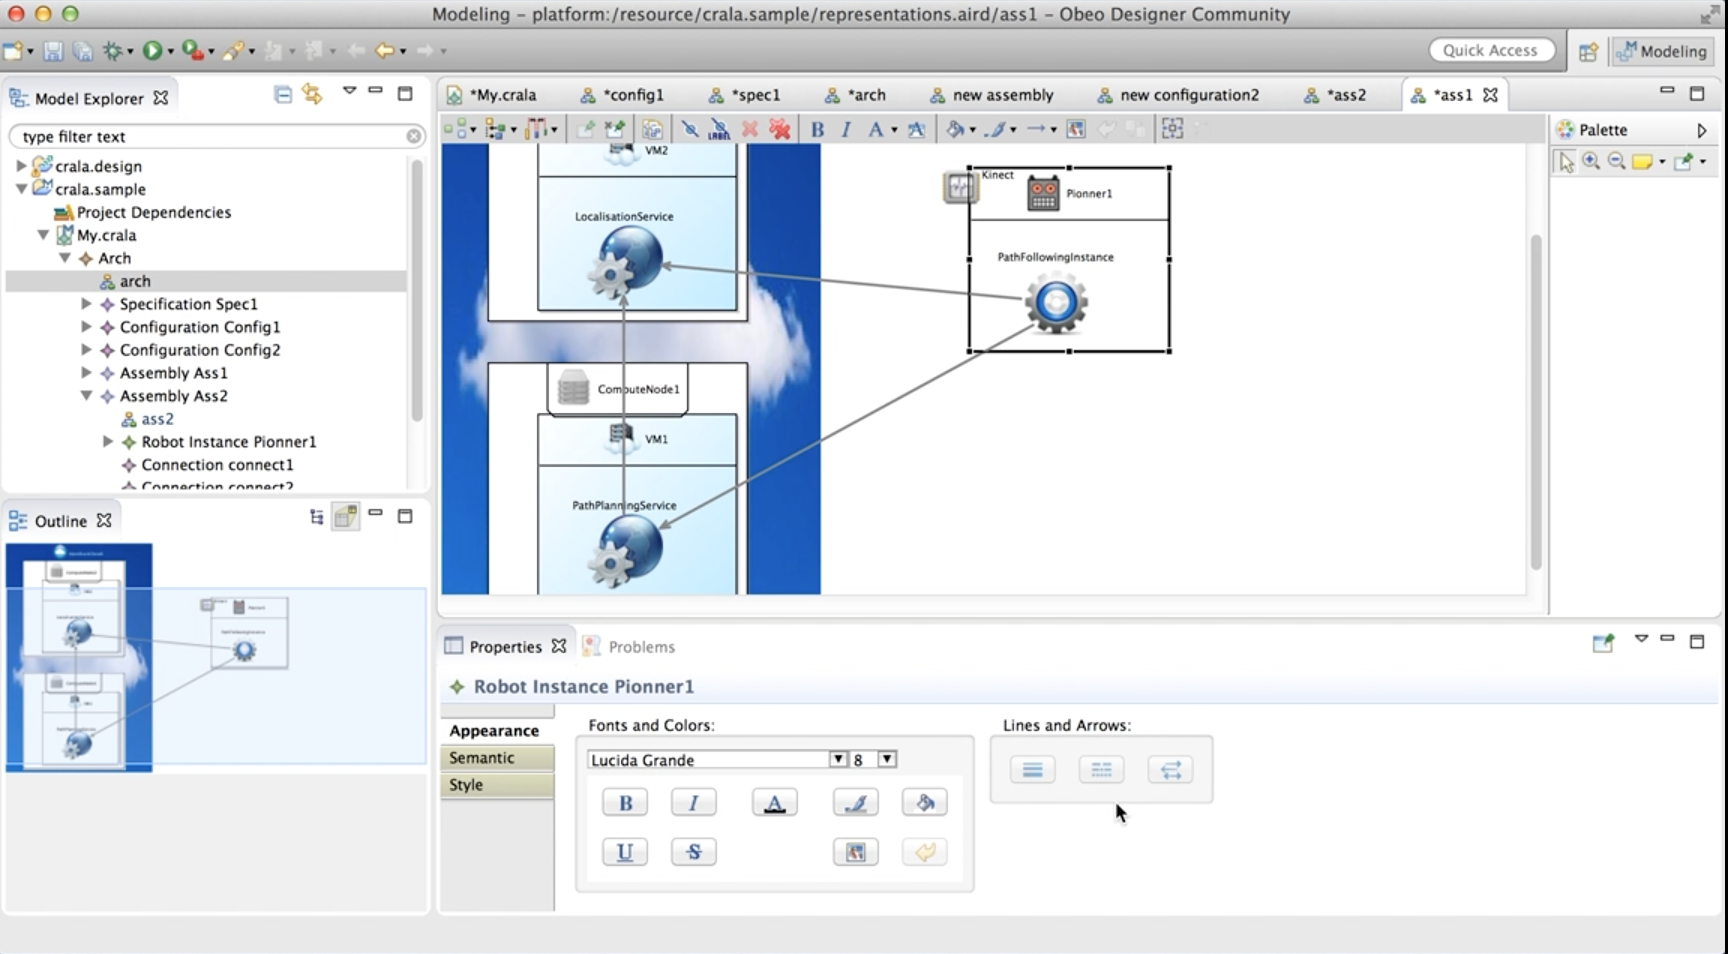 Modeling – platform:/resource/crala.sample/representations.aird/ass1 – Obeo Designer Community
Quick Access
Modeling
Model Explorer
type filter text
crala.design
crala.sample
Project Dependencies
My.crala
Arch
arch
Specification Spec1
Configuration Config1
Configuration Config2
Assembly Ass1
Assembly Ass2
ass2
Robot Instance Pionner1
Connection connect1
Connection connect2
Outline
*My.crala
*config1
*spec1
*arch
new assembly
new configuration2
*ass2
*ass1
LABEL
B I A A
Palette
VM2
LocalisationService
ComputeNode1
VM1
PathPlanningService
Kinect
Pionner1
PathFollowingInstance
Properties
Problems
Robot Instance Pionner1
Appearance
Semantic
Style
Fonts and Colors:
Lucida Grande
8
B I A
U S
Lines and Arrows: